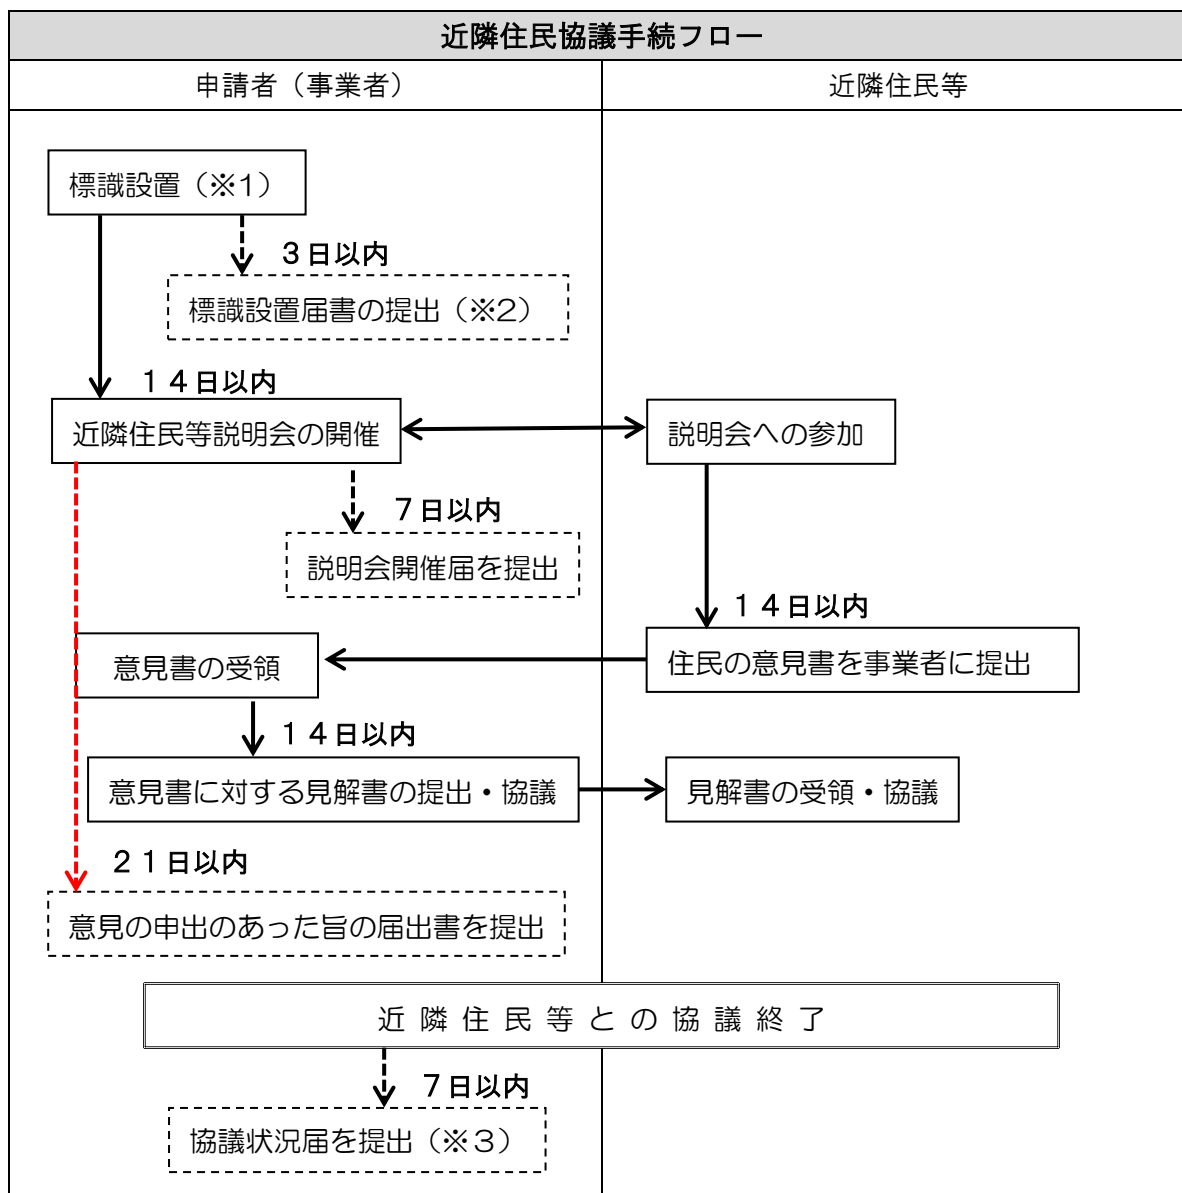 近隣住民協議手続フロー
申請者（事業者）
近隣住民等
標識設置（※1）
３日以内
標識設置届書の提出（※2）
１４日以内
近隣住民等説明会の開催
説明会への参加
７日以内
説明会開催届を提出
１４日以内
意見書の受領
住民の意見書を事業者に提出
１４日以内
意見書に対する見解書の提出・協議
見解書の受領・協議
２１日以内
意見の申出のあった旨の届出書を提出
近隣住民等との協議終了
７日以内
協議状況届を提出（※３）